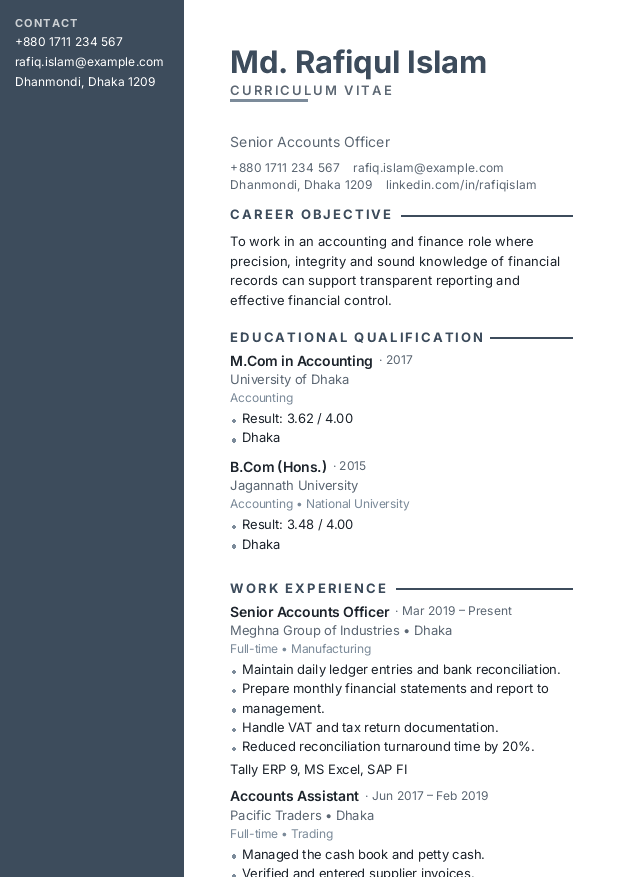 CONTACT
+880 1711 234 567
rafiq.islam@example.com
Dhanmondi, Dhaka 1209
Md. Rafiqul Islam
CURRICULUM VITAE
Senior Accounts Officer
+880 1711 234 567 rafiq.islam@example.com
Dhanmondi, Dhaka 1209 linkedin.com/in/rafiqislam
CAREER OBJECTIVE
To work in an accounting and finance role where
precision, integrity and sound knowledge of financial
records can support transparent reporting and
effective financial control.
EDUCATIONAL QUALIFICATION
M.Com in Accounting · 2017
University of Dhaka
Accounting
• Result: 3.62 / 4.00
• Dhaka
B.Com (Hons.) · 2015
Jagannath University
Accounting • National University
• Result: 3.48 / 4.00
• Dhaka
WORK EXPERIENCE
Senior Accounts Officer · Mar 2019 – Present
Meghna Group of Industries • Dhaka
Full-time • Manufacturing
• Maintain daily ledger entries and bank reconciliation.
• Prepare monthly financial statements and report to
• management.
• Handle VAT and tax return documentation.
• Reduced reconciliation turnaround time by 20%.
Tally ERP 9, MS Excel, SAP FI
Accounts Assistant · Jun 2017 – Feb 2019
Pacific Traders • Dhaka
Full-time • Trading
• Managed the cash book and petty cash.
• Verified and entered supplier invoices.